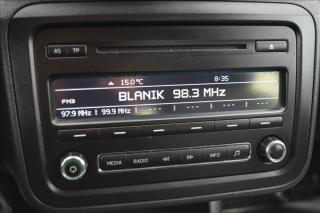 AS TP
15.0 °C 8:35
BLANIK 98.3 MHz
FM3
97.9 MHz 99.9 MHz
MEDIA RADIO INFO